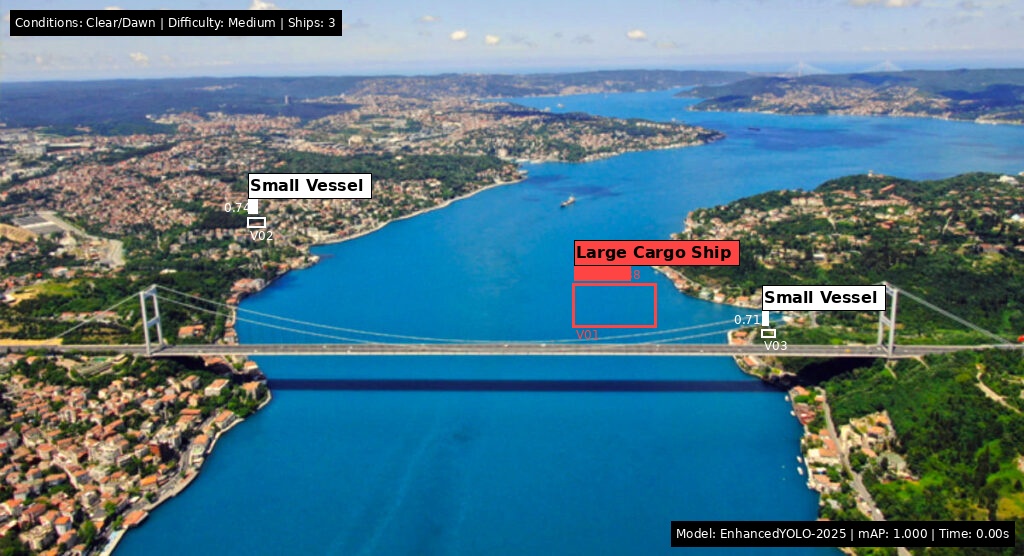 Conditions: Clear/Dawn | Difficulty: Medium | Ships: 3
Small Vessel
0.74
V02
Large Cargo Ship
8
V01
Small Vessel
0.71
V03
Model: EnhancedYOLO-2025 | mAP: 1.000 | Time: 0.00s